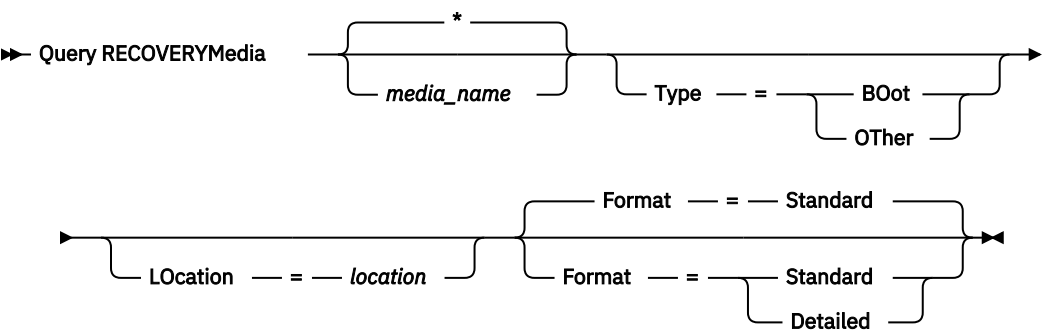 *
Query RECOVERYMedia
media_name
Type = BOot
OTher
Format = Standard
LOcation = location Format = Standard
Detailed